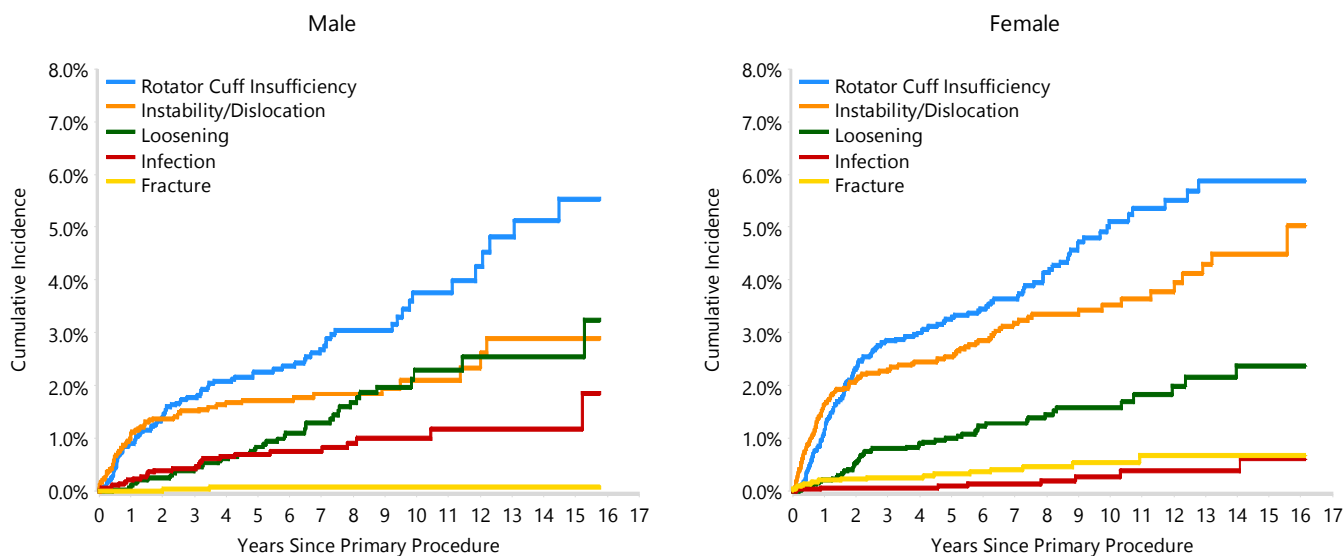 Male
8.0%
7.0%
6.0%
5.0%
4.0%
3.0%
2.0%
1.0%
0.0%
Cumulative Incidence
Rotator Cuff Insufficiency
Instability/Dislocation
Loosening
Infection
Fracture
0 1 2 3 4 5 6 7 8 9 10 11 12 13 14 15 16 17
Years Since Primary Procedure
Female
8.0%
7.0%
6.0%
5.0%
4.0%
3.0%
2.0%
1.0%
0.0%
Cumulative Incidence
Rotator Cuff Insufficiency
Instability/Dislocation
Loosening
Infection
Fracture
0 1 2 3 4 5 6 7 8 9 10 11 12 13 14 15 16 17
Years Since Primary Procedure